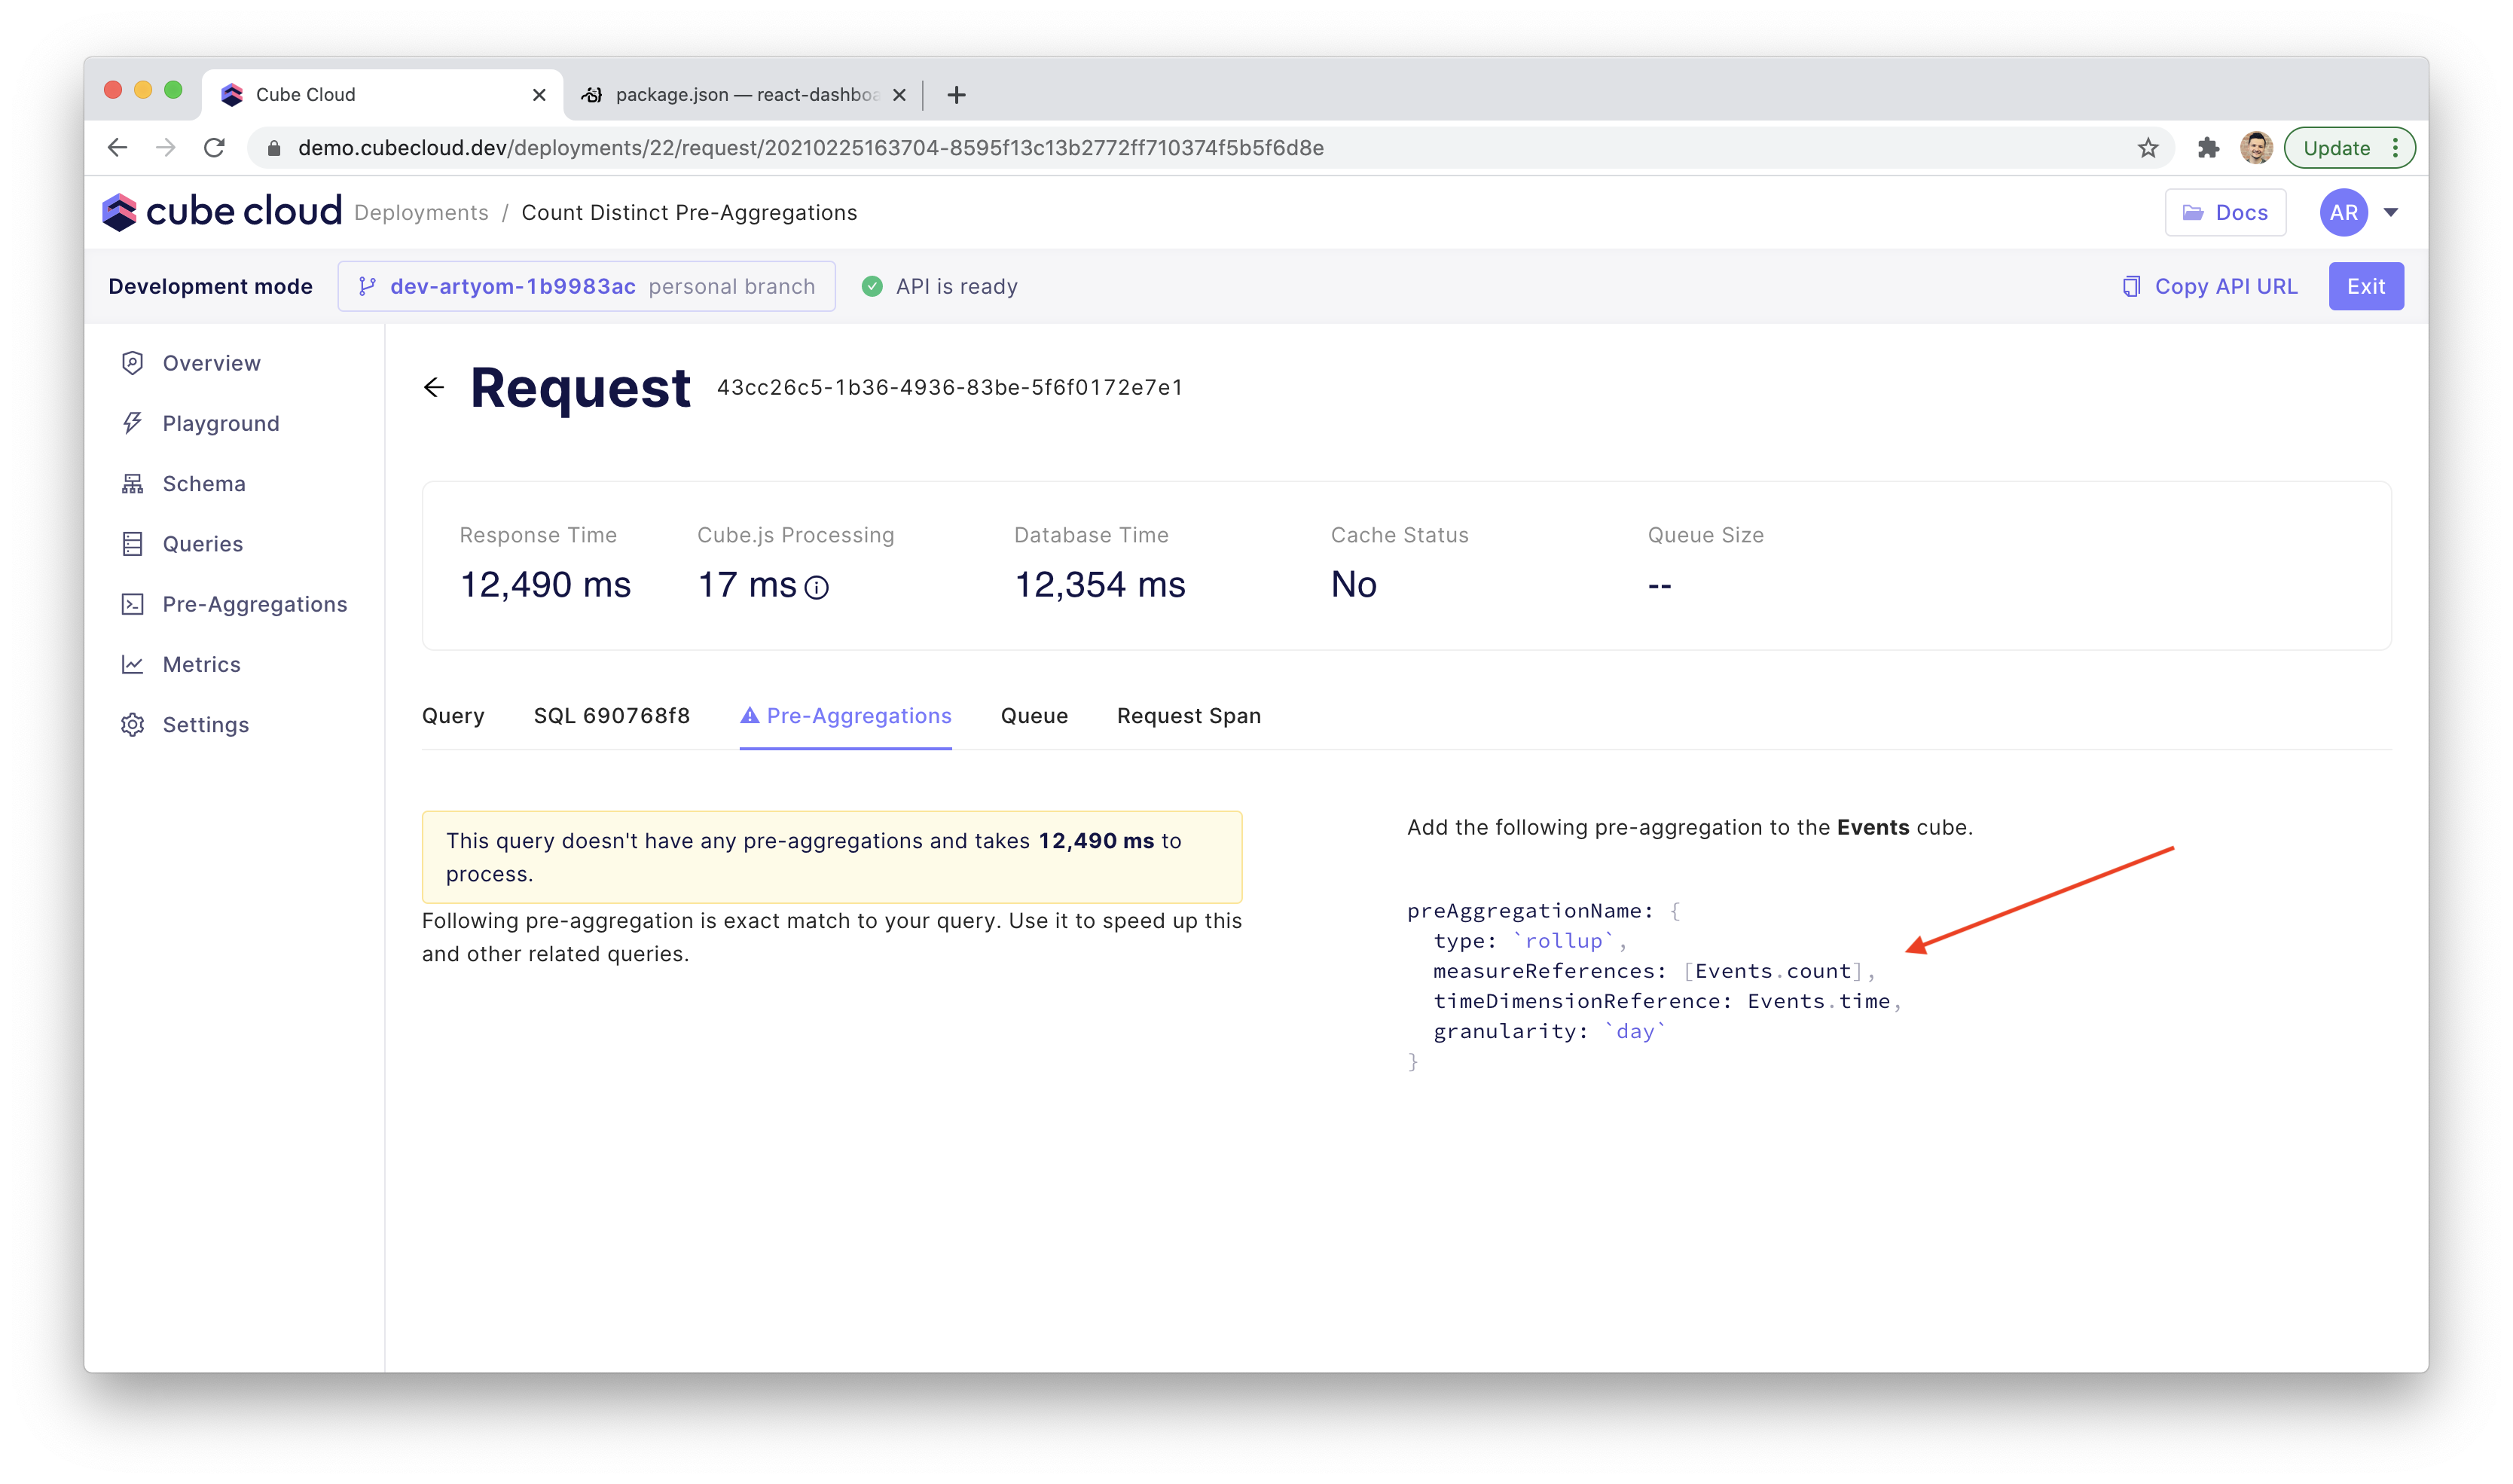 Cube Cloud
package.json — react-dashboa
demo.cubecloud.dev/deployments/22/request/20210225163704-8595f13c13b2772ff710374f5b5f6d8e
Update
cube cloud Deployments / Count Distinct Pre-Aggregations
Docs
AR
Development mode
dev-artyom-1b9983ac personal branch
API is ready
Copy API URL
Exit
Overview
Playground
Schema
Queries
Pre-Aggregations
Metrics
Settings
Request 43cc26c5-1b36-4936-83be-5f6f0172e7e1
Response Time
12,490 ms
Cube.js Processing
17 ms
Database Time
12,354 ms
Cache Status
No
Queue Size
--
Query
SQL 690768f8
Pre-Aggregations
Queue
Request Span
This query doesn't have any pre-aggregations and takes 12,490 ms to
process.
Following pre-aggregation is exact match to your query. Use it to speed up this
and other related queries.
Add the following pre-aggregation to the Events cube.
preAggregationName: {
  type: `rollup`,
  measureReferences: [Events.count],
  timeDimensionReference: Events.time,
  granularity: `day`
}